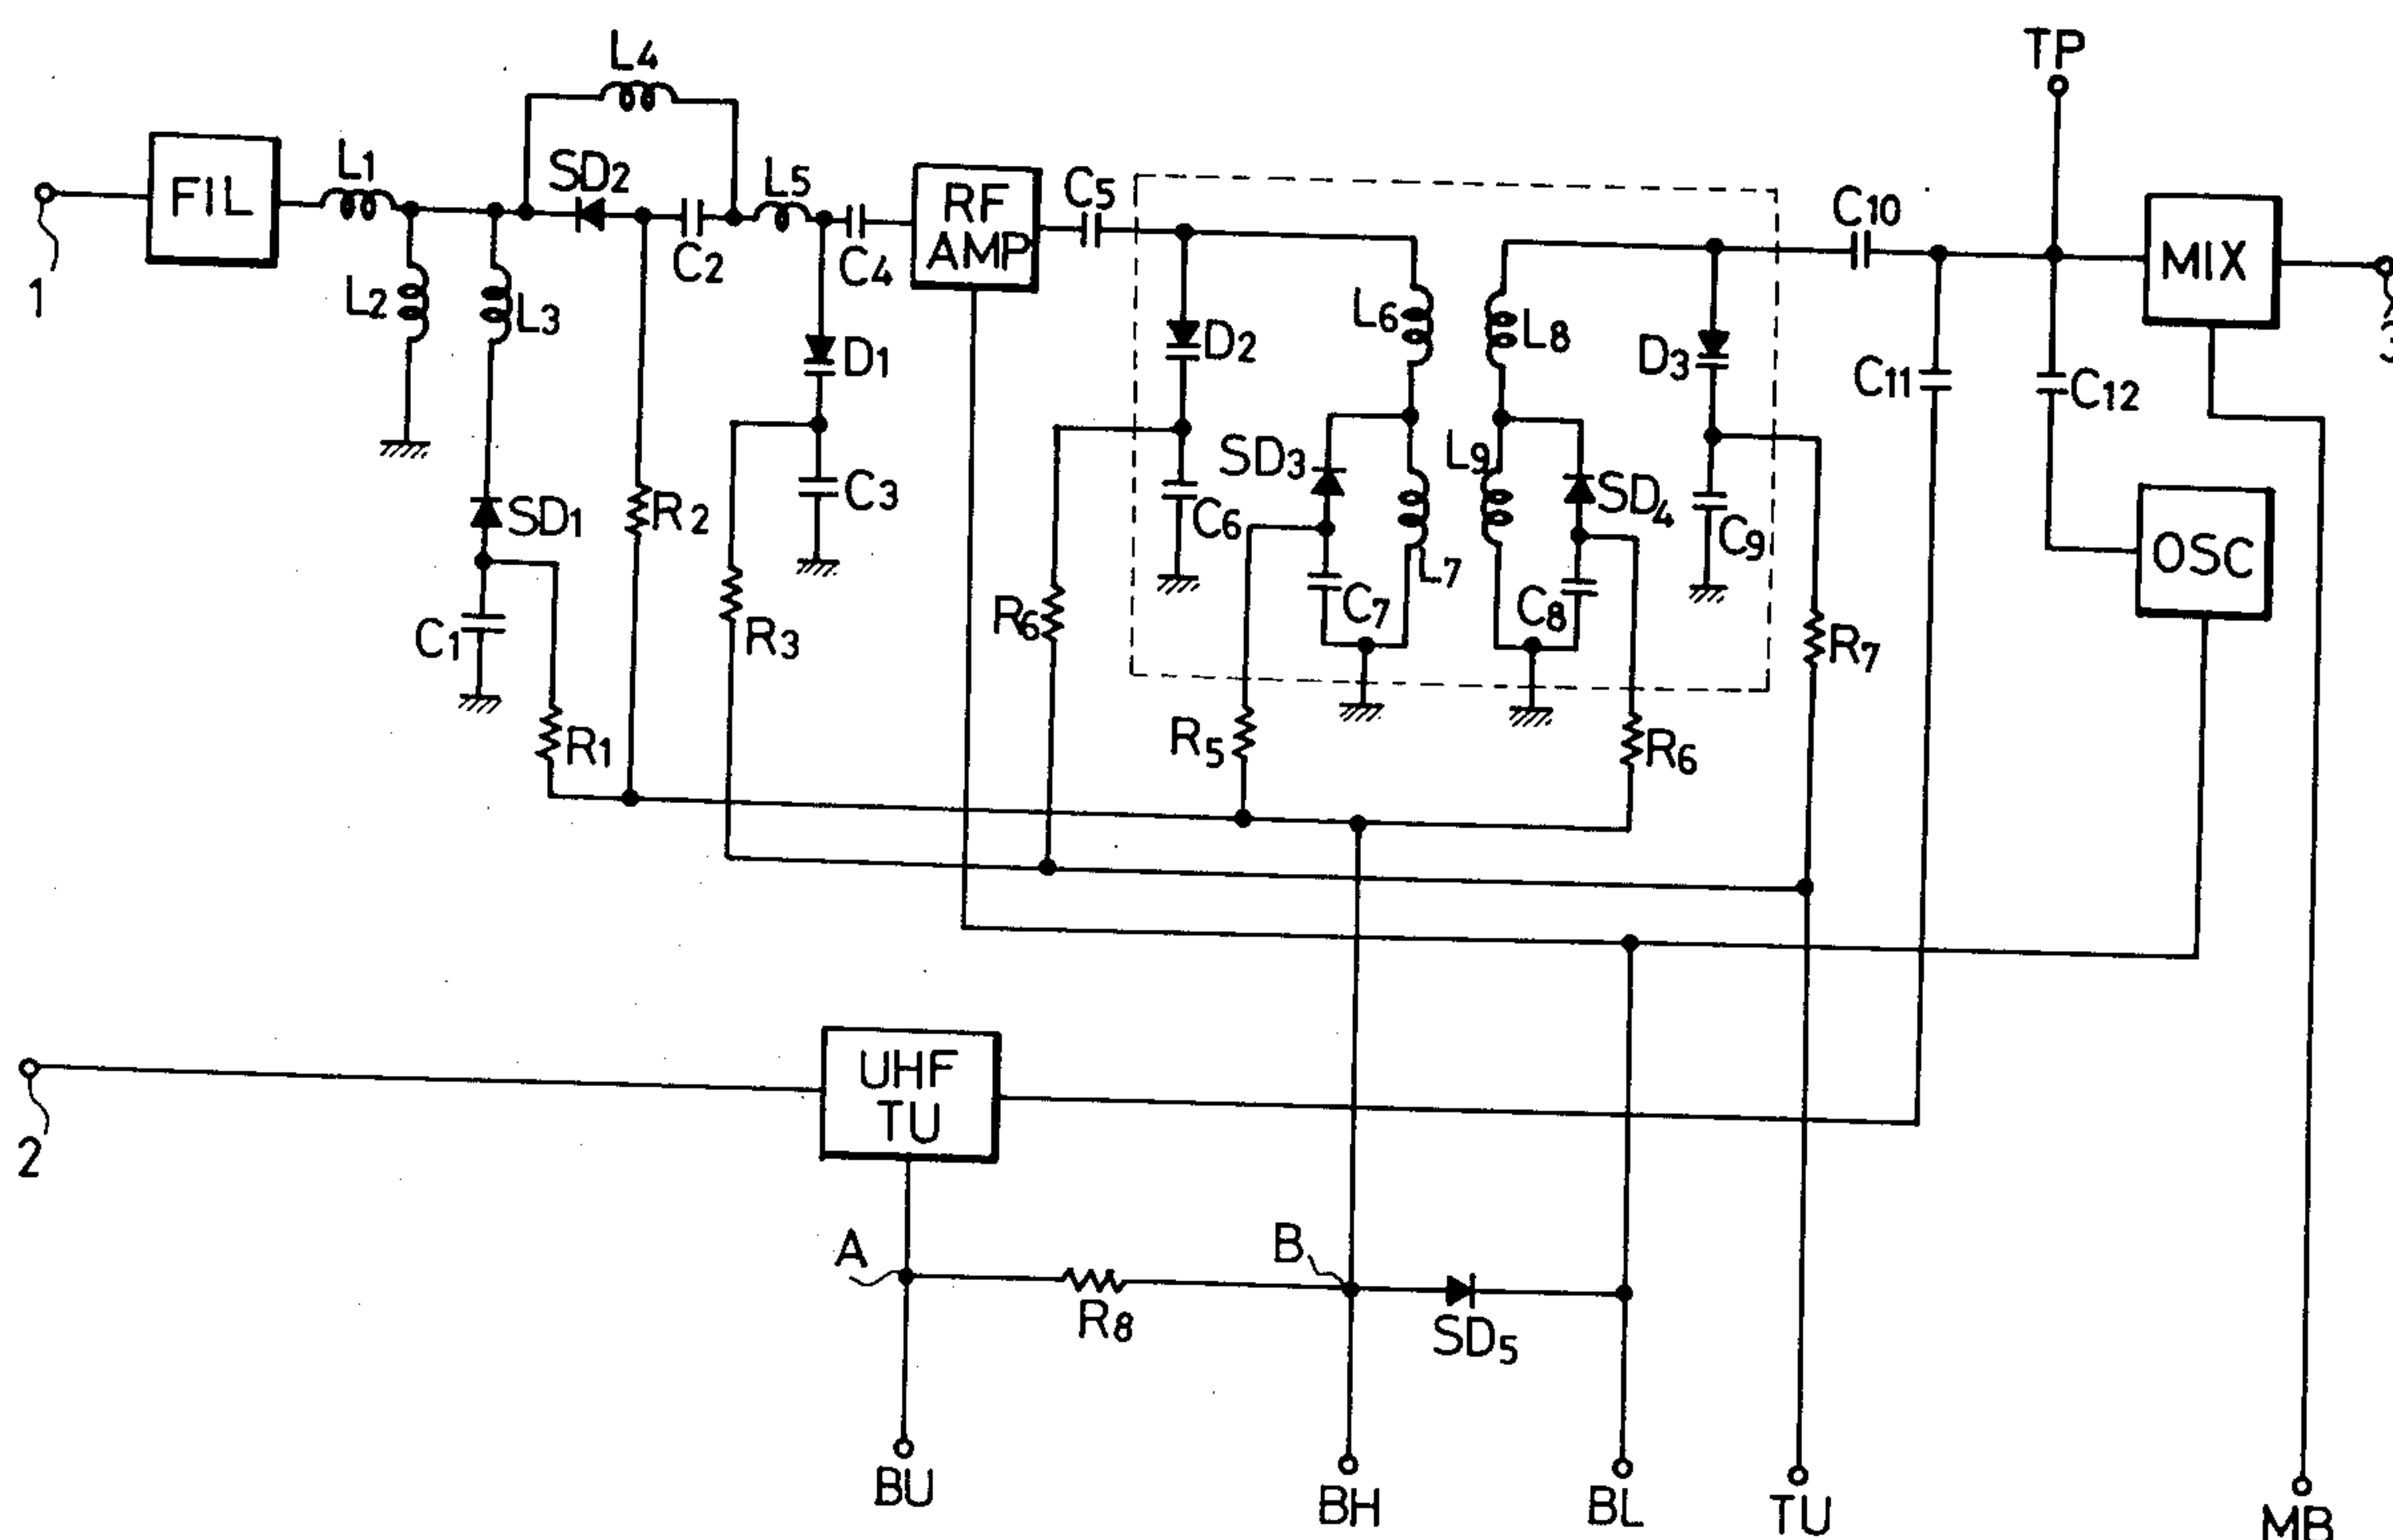 TP
L4
FIL
L1
SD2
L5
RF
AMP
C5
C10
MIX
1
L2
L3
C2
C4
D1
D2
L6
L8
D3
C11
C12
3
SD1
R2
C3
C6
SD3
L9
SD4
C9
OSC
C1
R3
R6
C7
L7
C8
R7
R1
R5
R6
2
UHF
TU
A
B
R8
SD5
BU
BH
BL
TU
MB